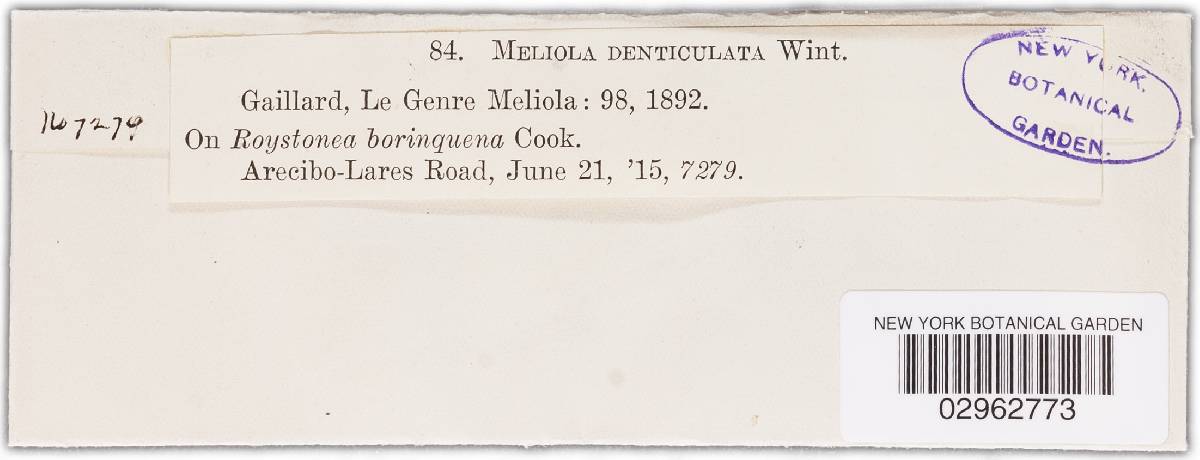 84. MELIOLA DENTICULATA Wint.
Gaillard, Le Genre Meliola: 98, 1892.
On Roystonea borinquena Cook.
Arecibo-Lares Road, June 21, '15, 7279.
NEW YORK.
BOTANICAL
GARDEN.
NEW YORK BOTANICAL GARDEN
02962773